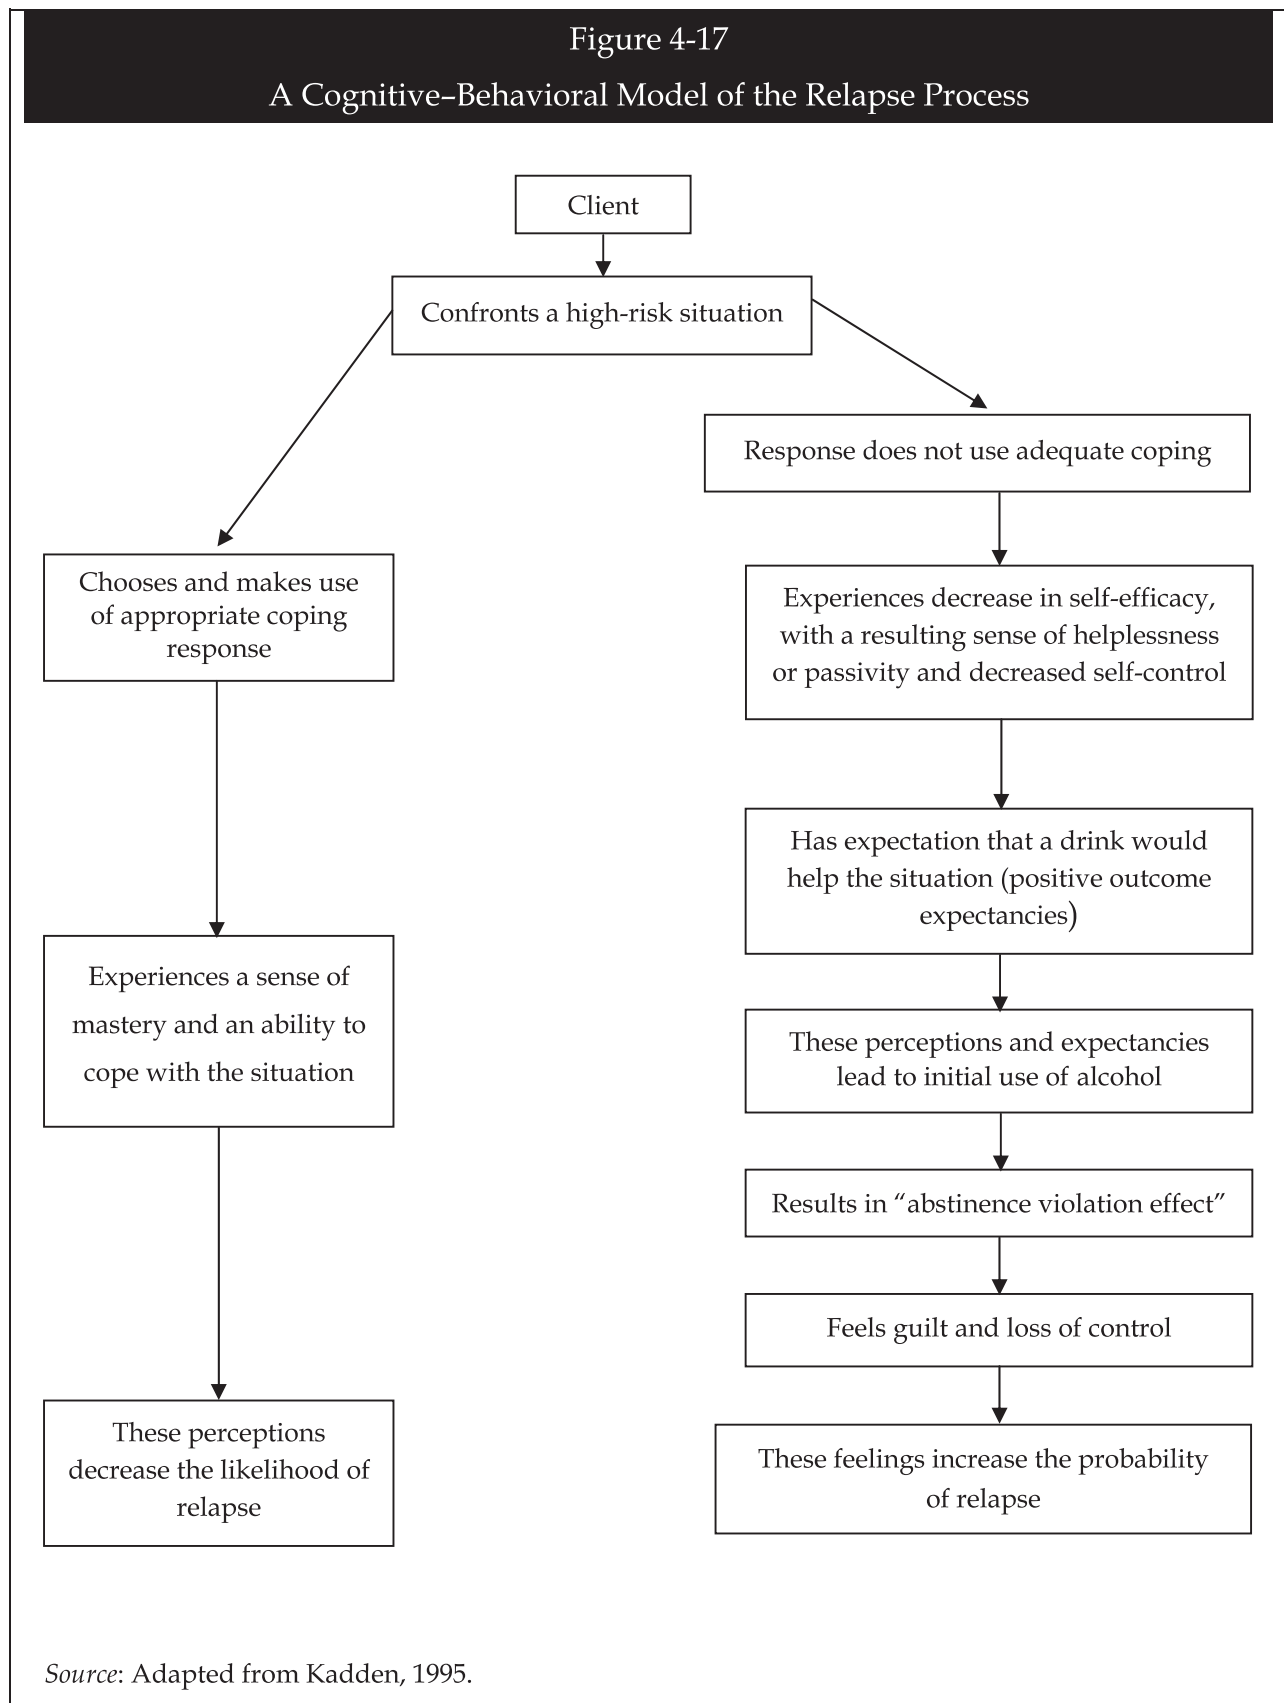 Figure 4-17
A Cognitive–Behavioral Model of the Relapse Process
Client
Confronts a high-risk situation
Response does not use adequate coping
Chooses and makes use
of appropriate coping
response
Experiences decrease in self-efficacy,
with a resulting sense of helplessness
or passivity and decreased self-control
Has expectation that a drink would
help the situation (positive outcome
expectancies)
Experiences a sense of
mastery and an ability to
cope with the situation
These perceptions and expectancies
lead to initial use of alcohol
Results in “abstinence violation effect”
Feels guilt and loss of control
These perceptions
decrease the likelihood of
relapse
These feelings increase the probability
of relapse
Source: Adapted from Kadden, 1995.